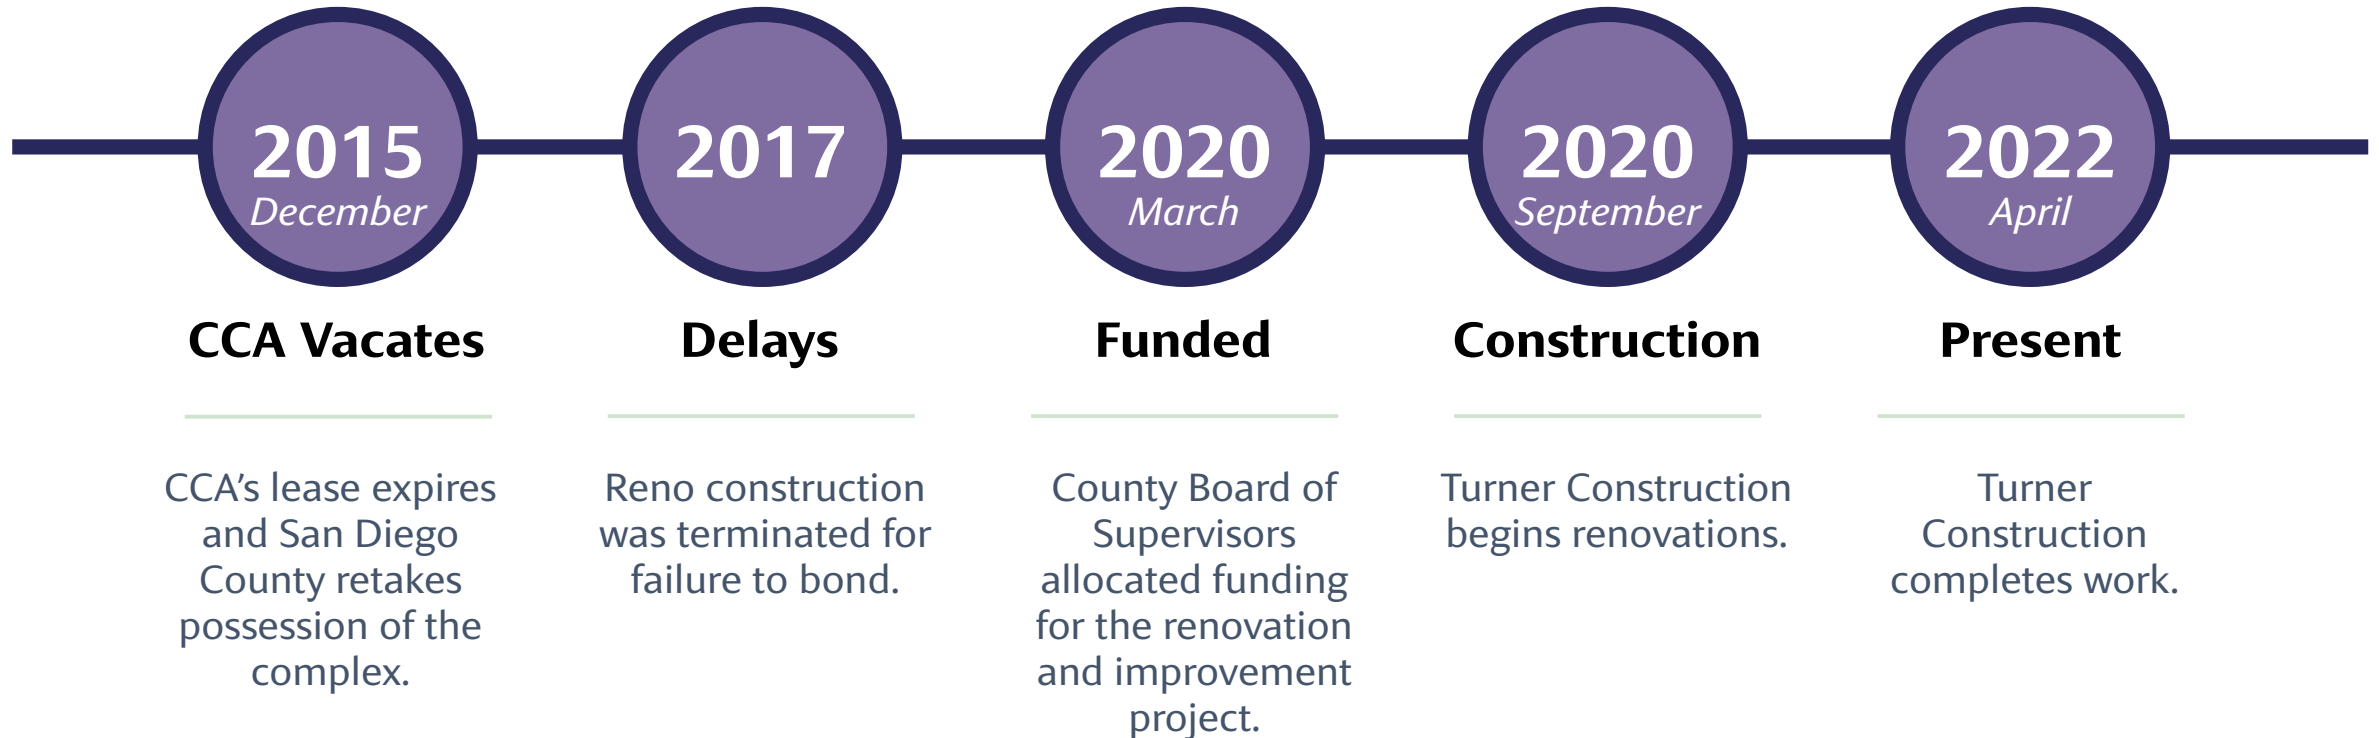 2015
December
CCA Vacates
CCA’s lease expires
and San Diego
County retakes
possession of the
complex.
2017
Delays
Reno construction
was terminated for
failure to bond.
2020
March
Funded
County Board of
Supervisors
allocated funding
for the renovation
and improvement
project.
2020
September
Construction
Turner Construction
begins renovations.
2022
April
Present
Turner
Construction
completes work.